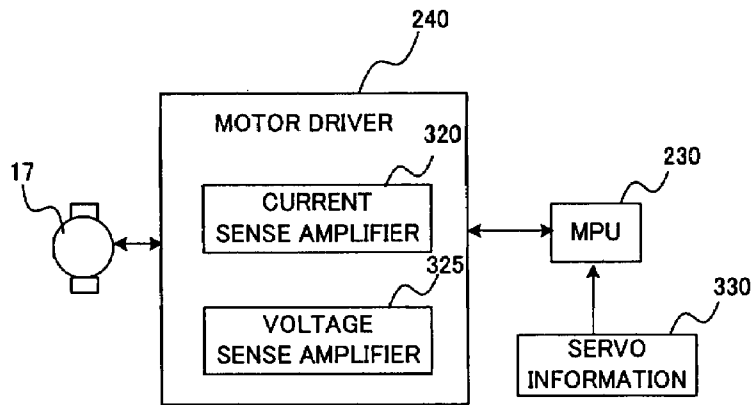 240
MOTOR DRIVER
320
17
CURRENT
SENSE AMPLIFIER
230
MPU
325
VOLTAGE
SENSE AMPLIFIER
330
SERVO
INFORMATION